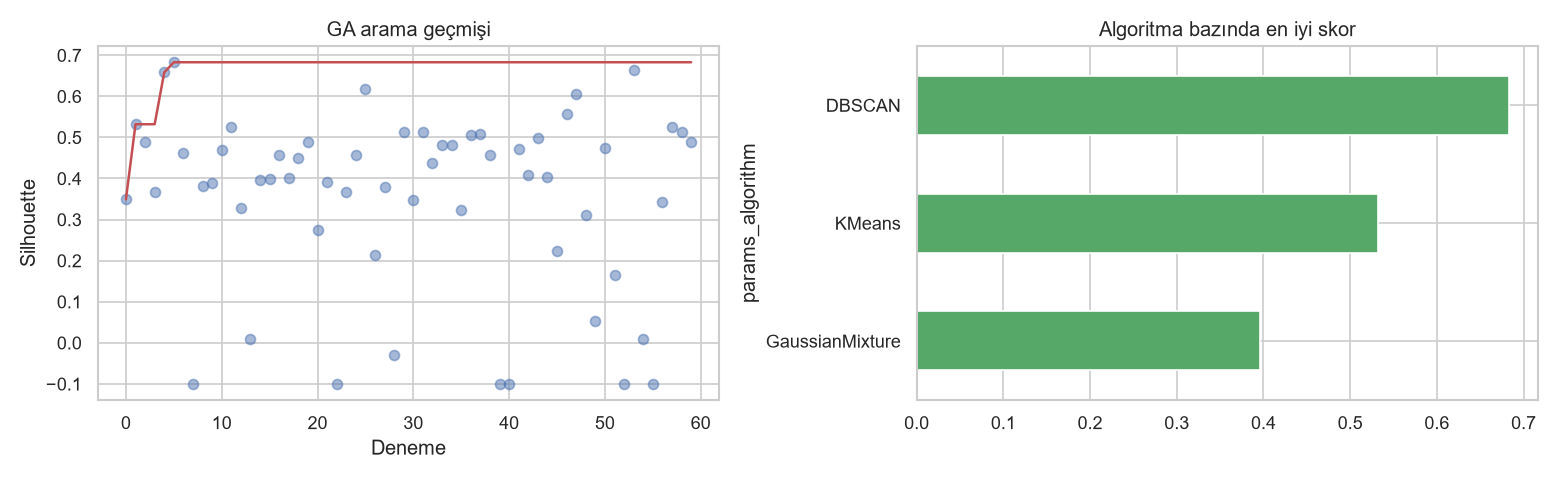 GA arama geçmişi
Silhouette
0.7
0.6
0.5
0.4
0.3
0.2
0.1
0.0
−0.1
0 10 20 30 40 50 60
Deneme
Algoritma bazında en iyi skor
params_algorithm
DBSCAN
KMeans
GaussianMixture
0.0 0.1 0.2 0.3 0.4 0.5 0.6 0.7